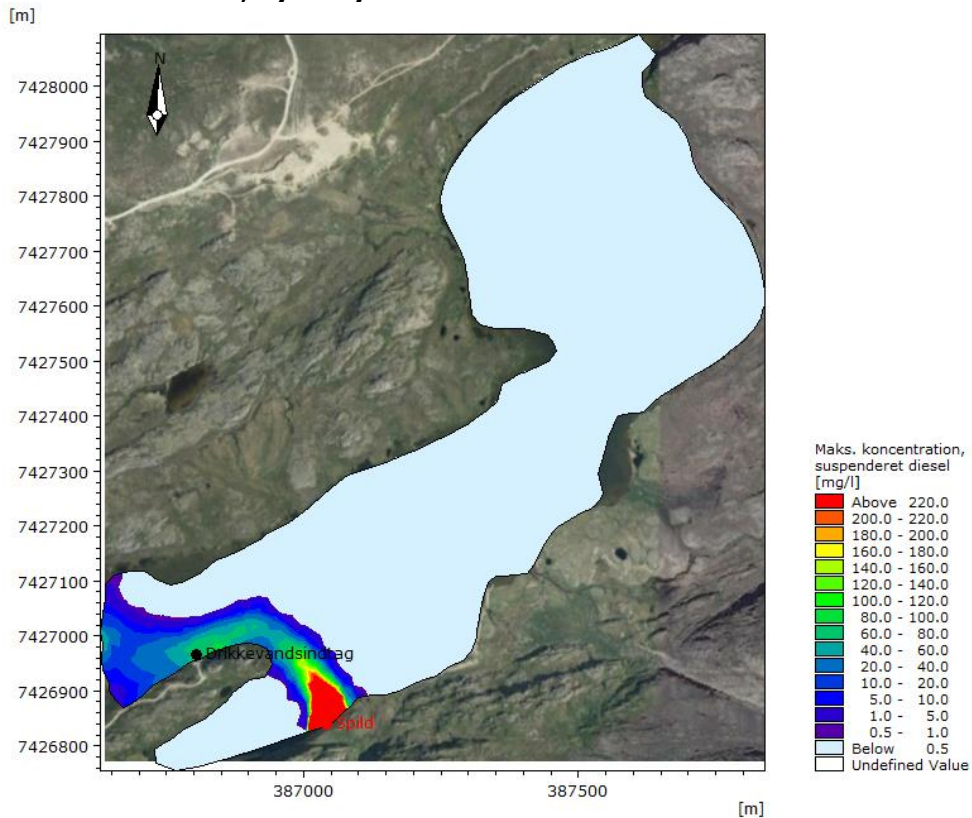 [m]
N
7428000
7427900
7427800
7427700
7427600
7427500
7427400
7427300
7427200
7427100
7427000
7426900
7426800
Drikkevandsindtag
Spild
387000
387500
[m]
Maks. koncentration,
suspenderet diesel
[mg/l]
Above 220.0
200.0 - 220.0
180.0 - 200.0
160.0 - 180.0
140.0 - 160.0
120.0 - 140.0
100.0 - 120.0
80.0 - 100.0
60.0 - 80.0
40.0 - 60.0
20.0 - 40.0
10.0 - 20.0
5.0 - 10.0
1.0 - 5.0
0.5 - 1.0
Below 0.5
Undefined Value